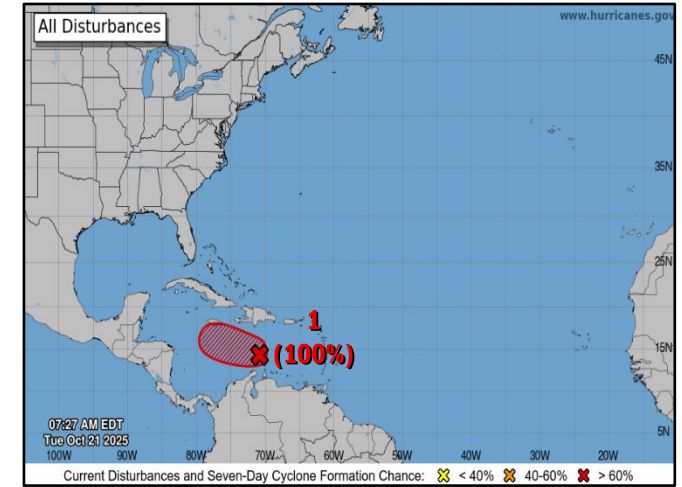 All Disturbances
www.hurricanes.gov
45N
35N
25N
1
(100%)
15N
07:27 AM EDT
Tue Oct 21 2025
5N
100W 90W 80W 70W 60W 50W 40W 30W 20W
Current Disturbances and Seven-Day Cyclone Formation Chance: < 40% 40-60% > 60%